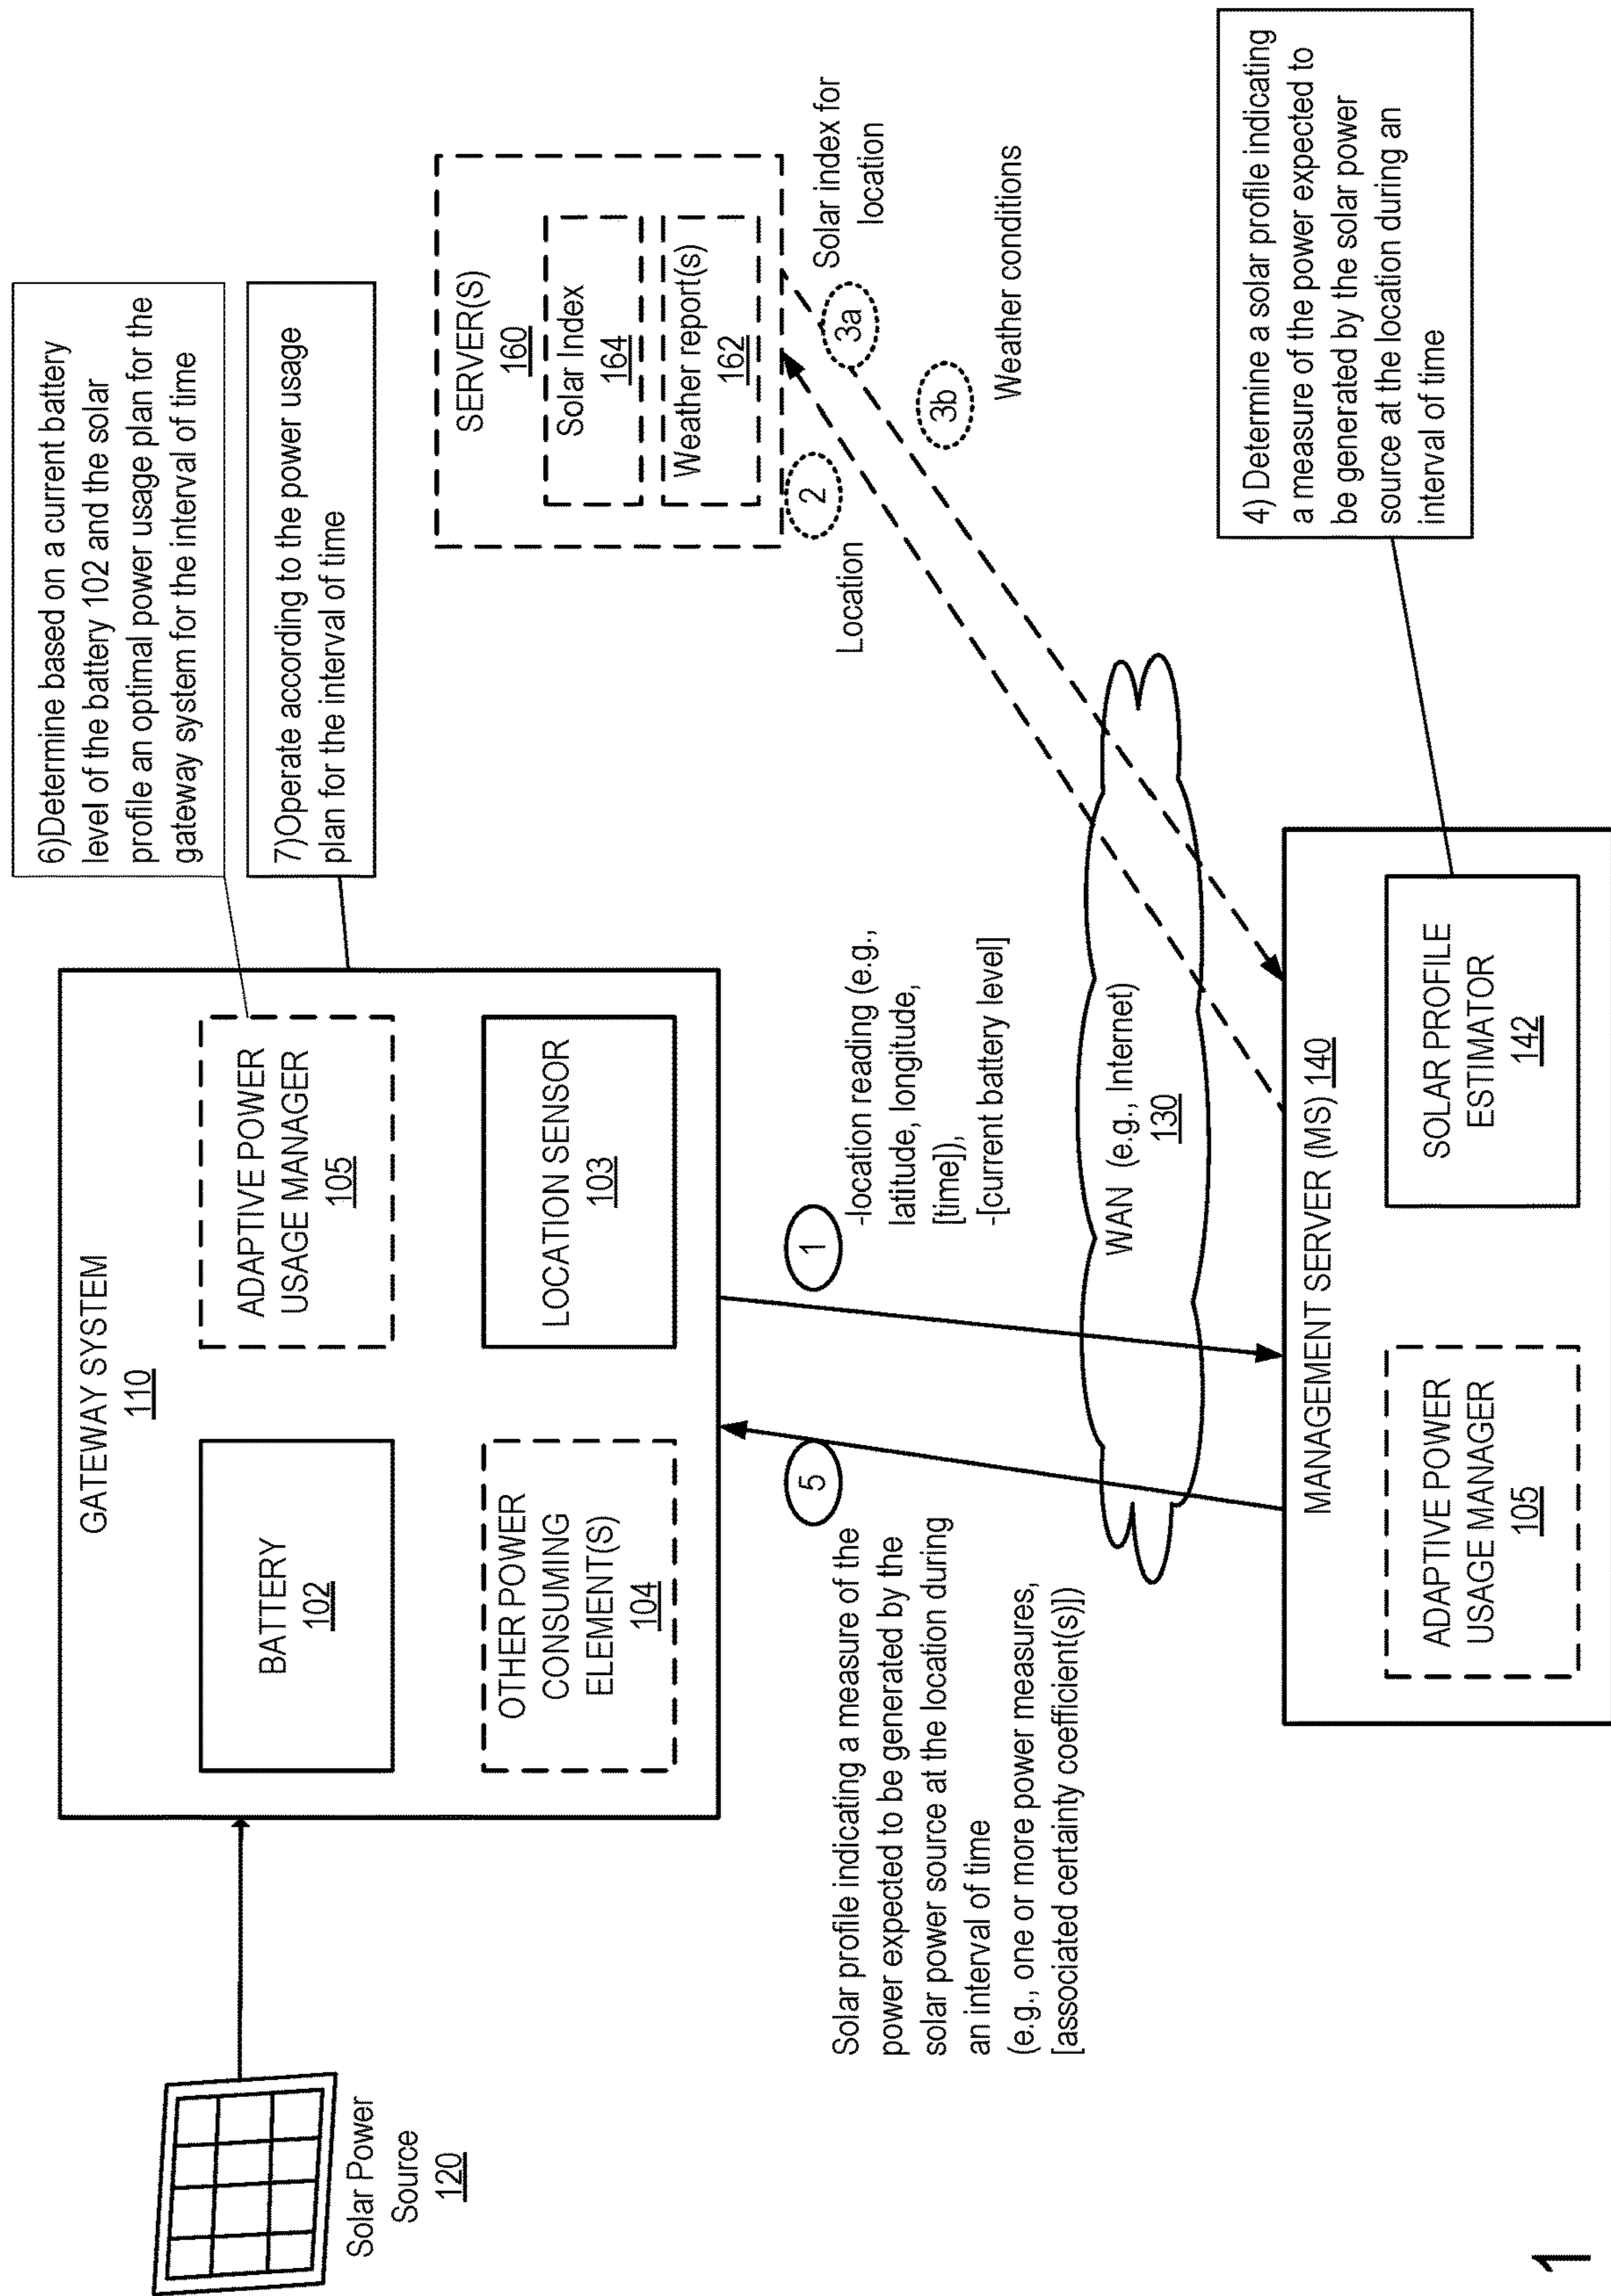 Solar Power
Source
120
GATEWAY SYSTEM
110
BATTERY
102
ADAPTIVE POWER
USAGE MANAGER
105
OTHER POWER
CONSUMING
ELEMENT(S)
104
LOCATION SENSOR
103
6)Determine based on a current battery
level of the battery 102 and the solar
profile an optimal power usage plan for the
gateway system for the interval of time
7)Operate according to the power usage
plan for the interval of time
SERVER(S)
160
Solar Index
164
Weather report(s)
162
2
Location
3a
Solar index for
location
3b
Weather conditions
1
-location reading (e.g.,
latitude, longitude,
[time]),
-[current battery level]
5
Solar profile indicating a measure of the
power expected to be generated by the
solar power source at the location during
an interval of time
(e.g., one or more power measures,
[associated certainty coefficient(s)])
WAN (e.g., Internet)
130
MANAGEMENT SERVER (MS) 140
ADAPTIVE POWER
USAGE MANAGER
105
SOLAR PROFILE
ESTIMATOR
142
4) Determine a solar profile indicating
a measure of the power expected to
be generated by the solar power
source at the location during an
interval of time
1